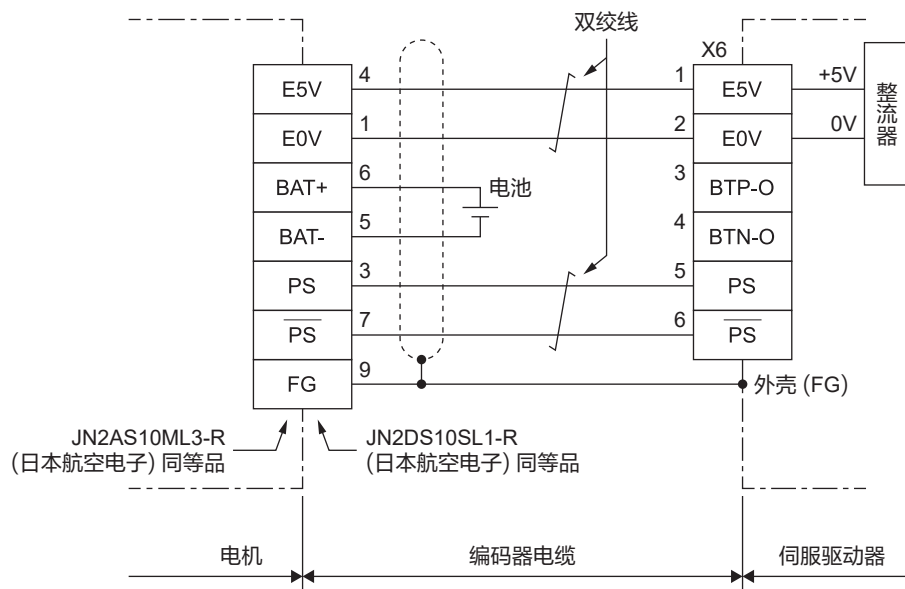 双绞线
X6
E5V 4 1 E5V +5V
整流器
E0V 1 2 E0V 0V
BAT+ 6 电池 3 BTP-O
BAT- 5 4 BTN-O
PS 3 5 PS
PS 7 6 PS
FG 9 外壳 (FG)
JN2AS10ML3-R
(日本航空电子) 同等品
JN2DS10SL1-R
(日本航空电子) 同等品
电机 编码器电缆 伺服驱动器